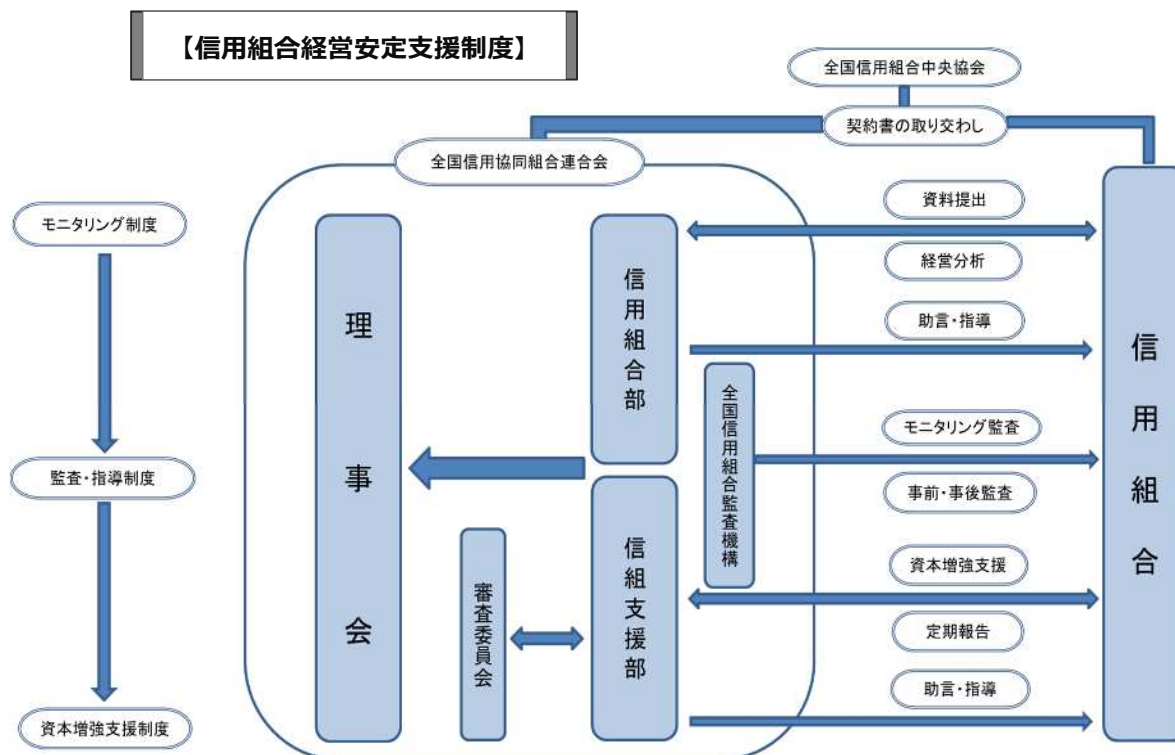 【信用組合経営安定支援制度】
全国信用組合中央協会
契約書の取り交わし
全国信用協同組合連合会
モニタリング制度
監査・指導制度
資本増強支援制度
理事会
審査委員会
信用組合部
信組支援部
全国信用組合監査機構
資料提出
経営分析
助言・指導
モニタリング監査
事前・事後監査
資本増強支援
定期報告
助言・指導
信用組合